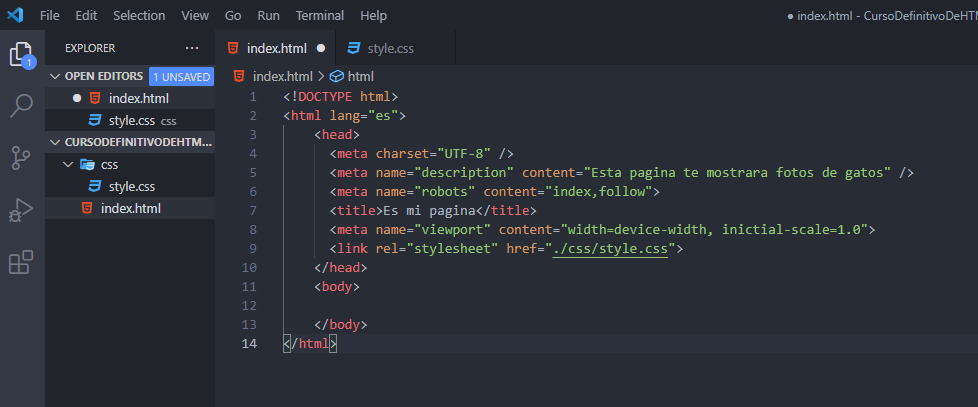 File Edit Selection View Go Run Terminal Help ● index.html - CursoDefinitivoDeHTM
EXPLORER ...
index.html ●
style.css
OPEN EDITORS 1 UNSAVED
● index.html
style.css css
CURSODEFINITIVODEHTM...
css
style.css
index.html
1
index.html > html
1 <!DOCTYPE html>
2 <html lang="es">
3 <head>
4 <meta charset="UTF-8" />
5 <meta name="description" content="Esta pagina te mostrara fotos de gatos" />
6 <meta name="robots" content="index,follow">
7 <title>Es mi pagina</title>
8 <meta name="viewport" content="width=device-width, inictial-scale=1.0">
9 <link rel="stylesheet" href="./css/style.css">
10 </head>
11 <body>
12
13 </body>
14 </html>